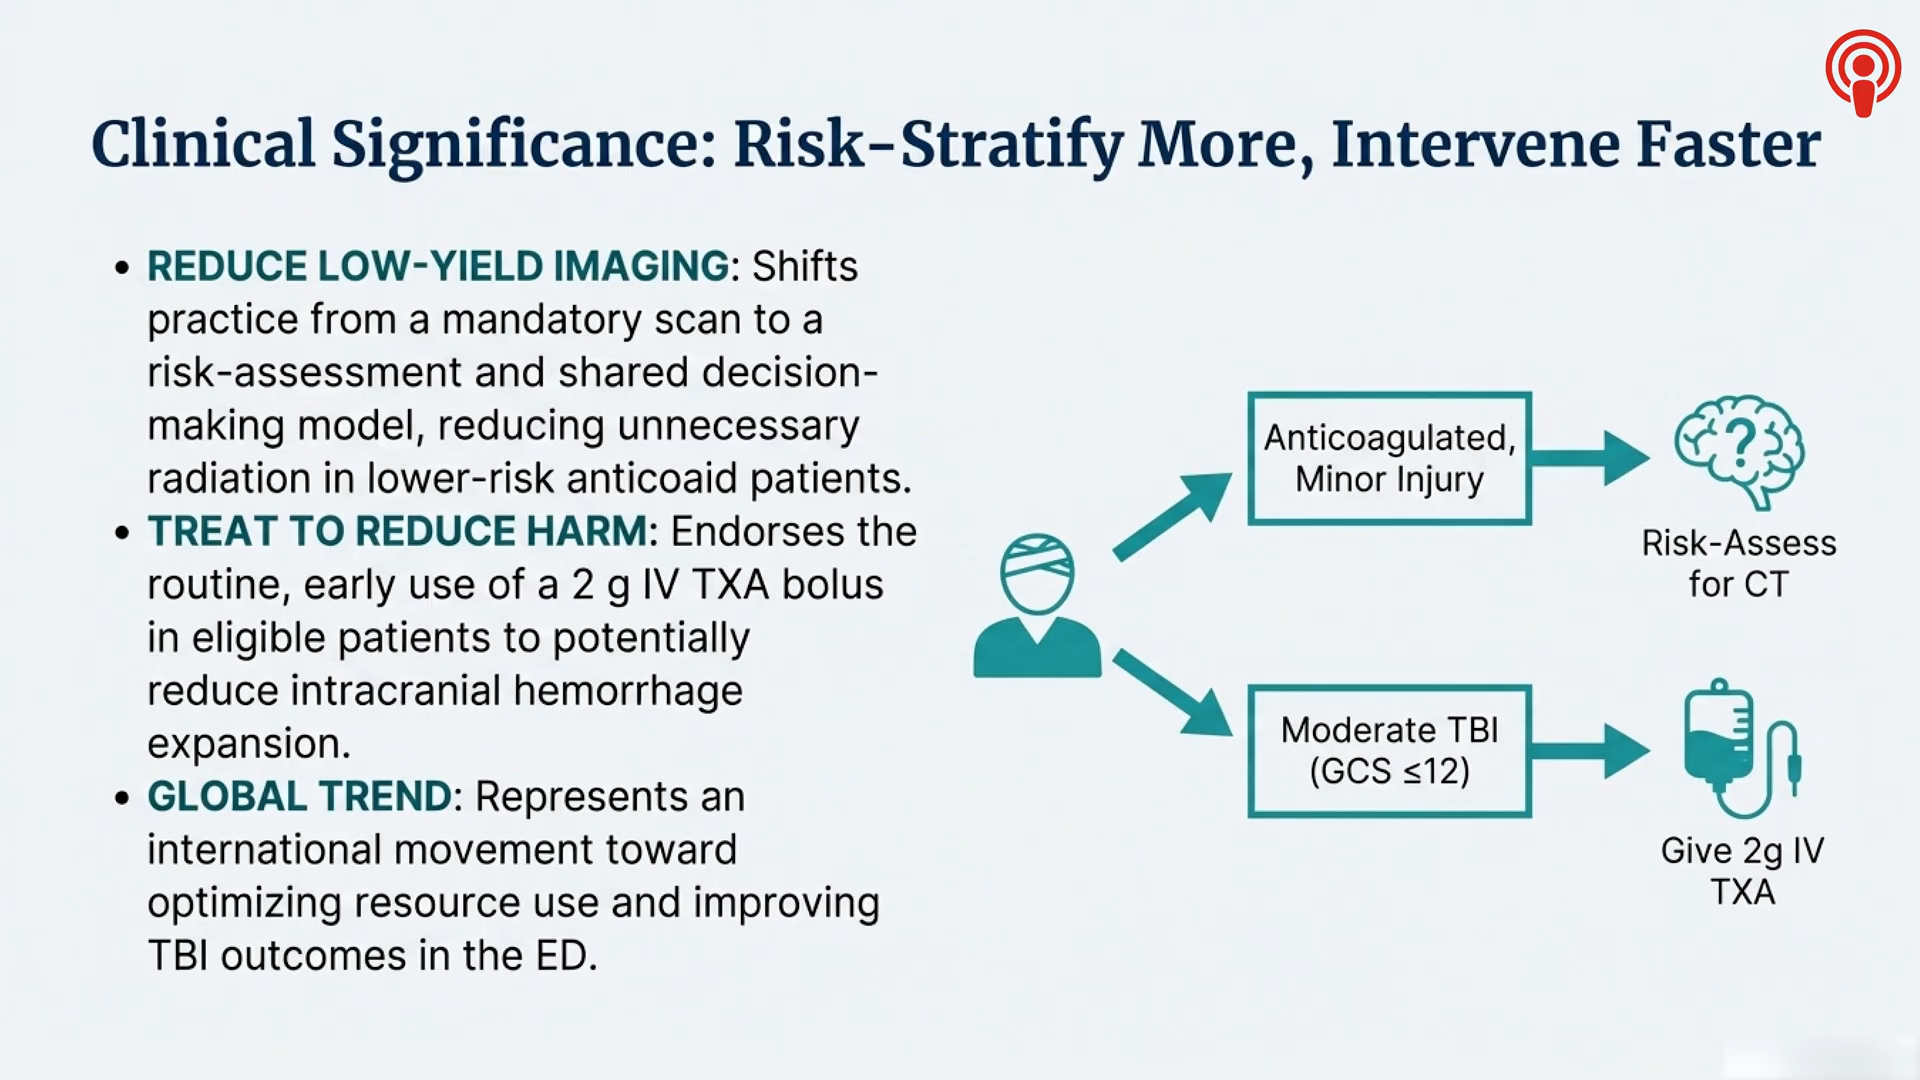 Clinical Significance: Risk-Stratify More, Intervene Faster
• REDUCE LOW-YIELD IMAGING: Shifts
practice from a mandatory scan to a
risk-assessment and shared decision-
making model, reducing unnecessary
radiation in lower-risk anticoaid patients.
• TREAT TO REDUCE HARM: Endorses the
routine, early use of a 2 g IV TXA bolus
in eligible patients to potentially
reduce intracranial hemorrhage
expansion.
• GLOBAL TREND: Represents an
international movement toward
optimizing resource use and improving
TBI outcomes in the ED.
Anticoagulated,
Minor Injury
?
Risk-Assess
for CT
Moderate TBI
(GCS ≤12)
Give 2g IV
TXA